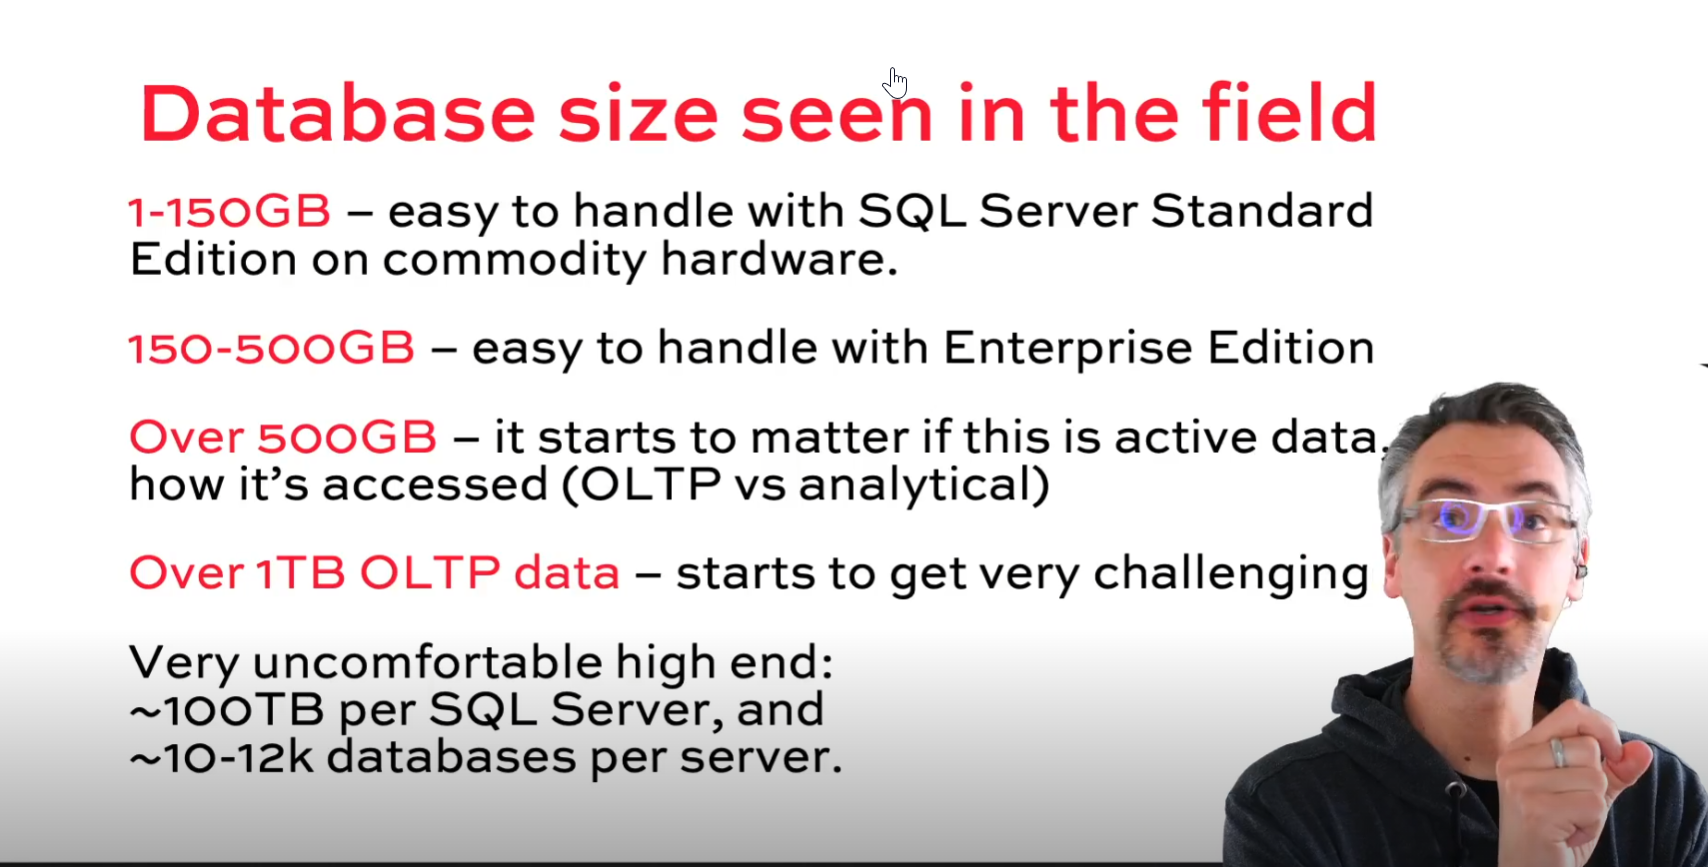 Database size seen in the field
1-150GB – easy to handle with SQL Server Standard
Edition on commodity hardware.
150-500GB – easy to handle with Enterprise Edition
Over 500GB – it starts to matter if this is active data,
how it's accessed (OLTP vs analytical)
Over 1TB OLTP data – starts to get very challenging
Very uncomfortable high end:
~100TB per SQL Server, and
~10-12k databases per server.